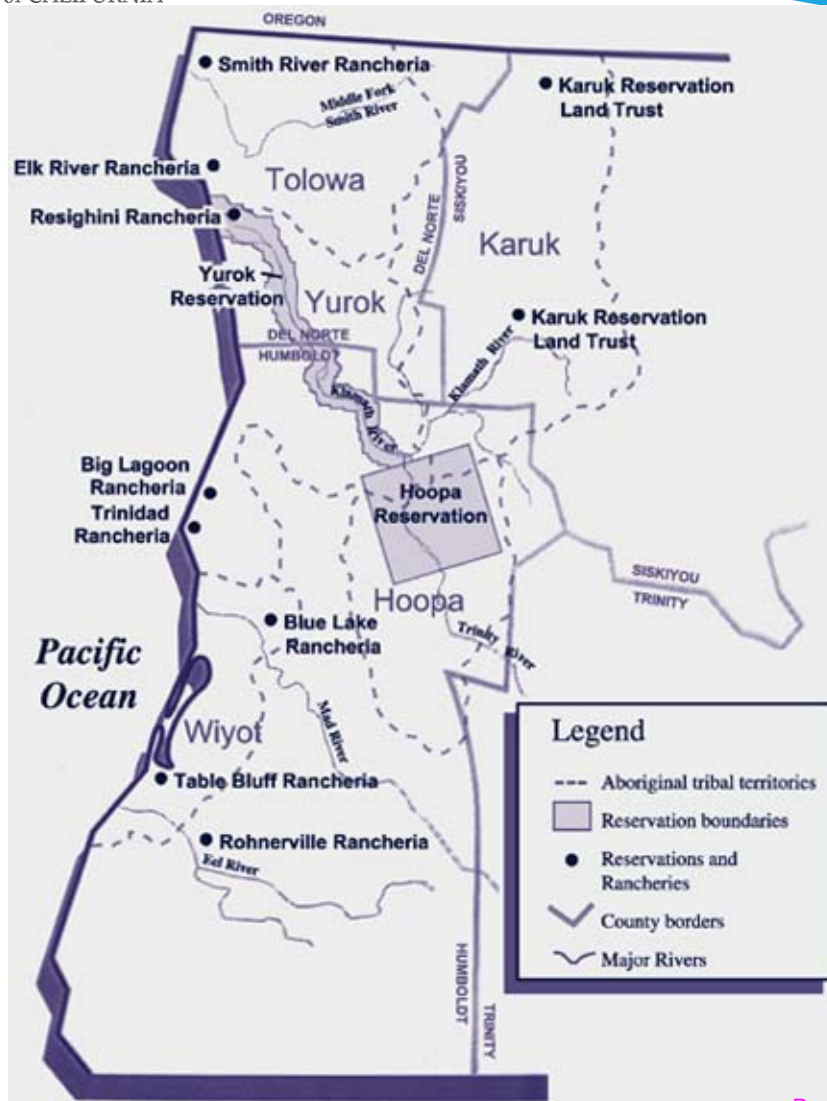 of CALIFORNIA
OREGON
Smith River Rancheria
Middle Fork
Smith River
Karuk Reservation
Land Trust
Elk River Rancheria
Tolowa
Resighini Rancheria
DEL NORTE
SISKIYOU
Karuk
Yurok
Reservation
Yurok
Karuk Reservation
Land Trust
DEL NORTE
HUMBOLDT
Klamath River
Klamath River
Big Lagoon
Rancheria
Trinidad
Rancheria
Hoopa
Reservation
SISKIYOU
TRINITY
Hoopa
Blue Lake
Rancheria
Trinity River
Pacific
Ocean
Mad River
Wiyot
Table Bluff Rancheria
Rohnerville Rancheria
Eel River
HUMBOLDT
TRINITY
Legend
Aboriginal tribal territories
Reservation boundaries
Reservations and
Rancheries
County borders
Major Rivers